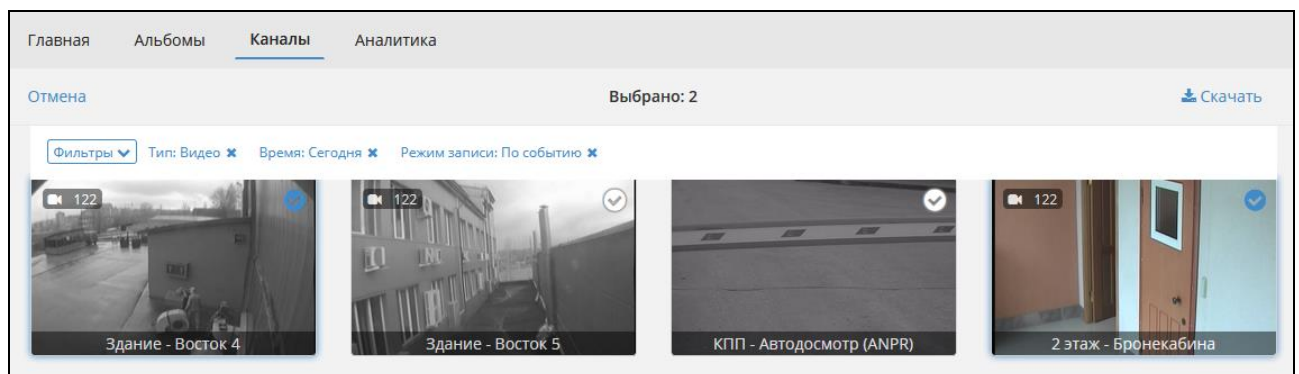 Главная Альбомы Каналы Аналитика
Отмена Выбрано: 2 Скачать
Фильтры Тип: Видео ✖ Время: Сегодня ✖ Режим записи: По событию ✖
122 122 122
Здание - Восток 4 Здание - Восток 5 КПП - Автодосмотр (ANPR) 2 этаж - Бронекабина